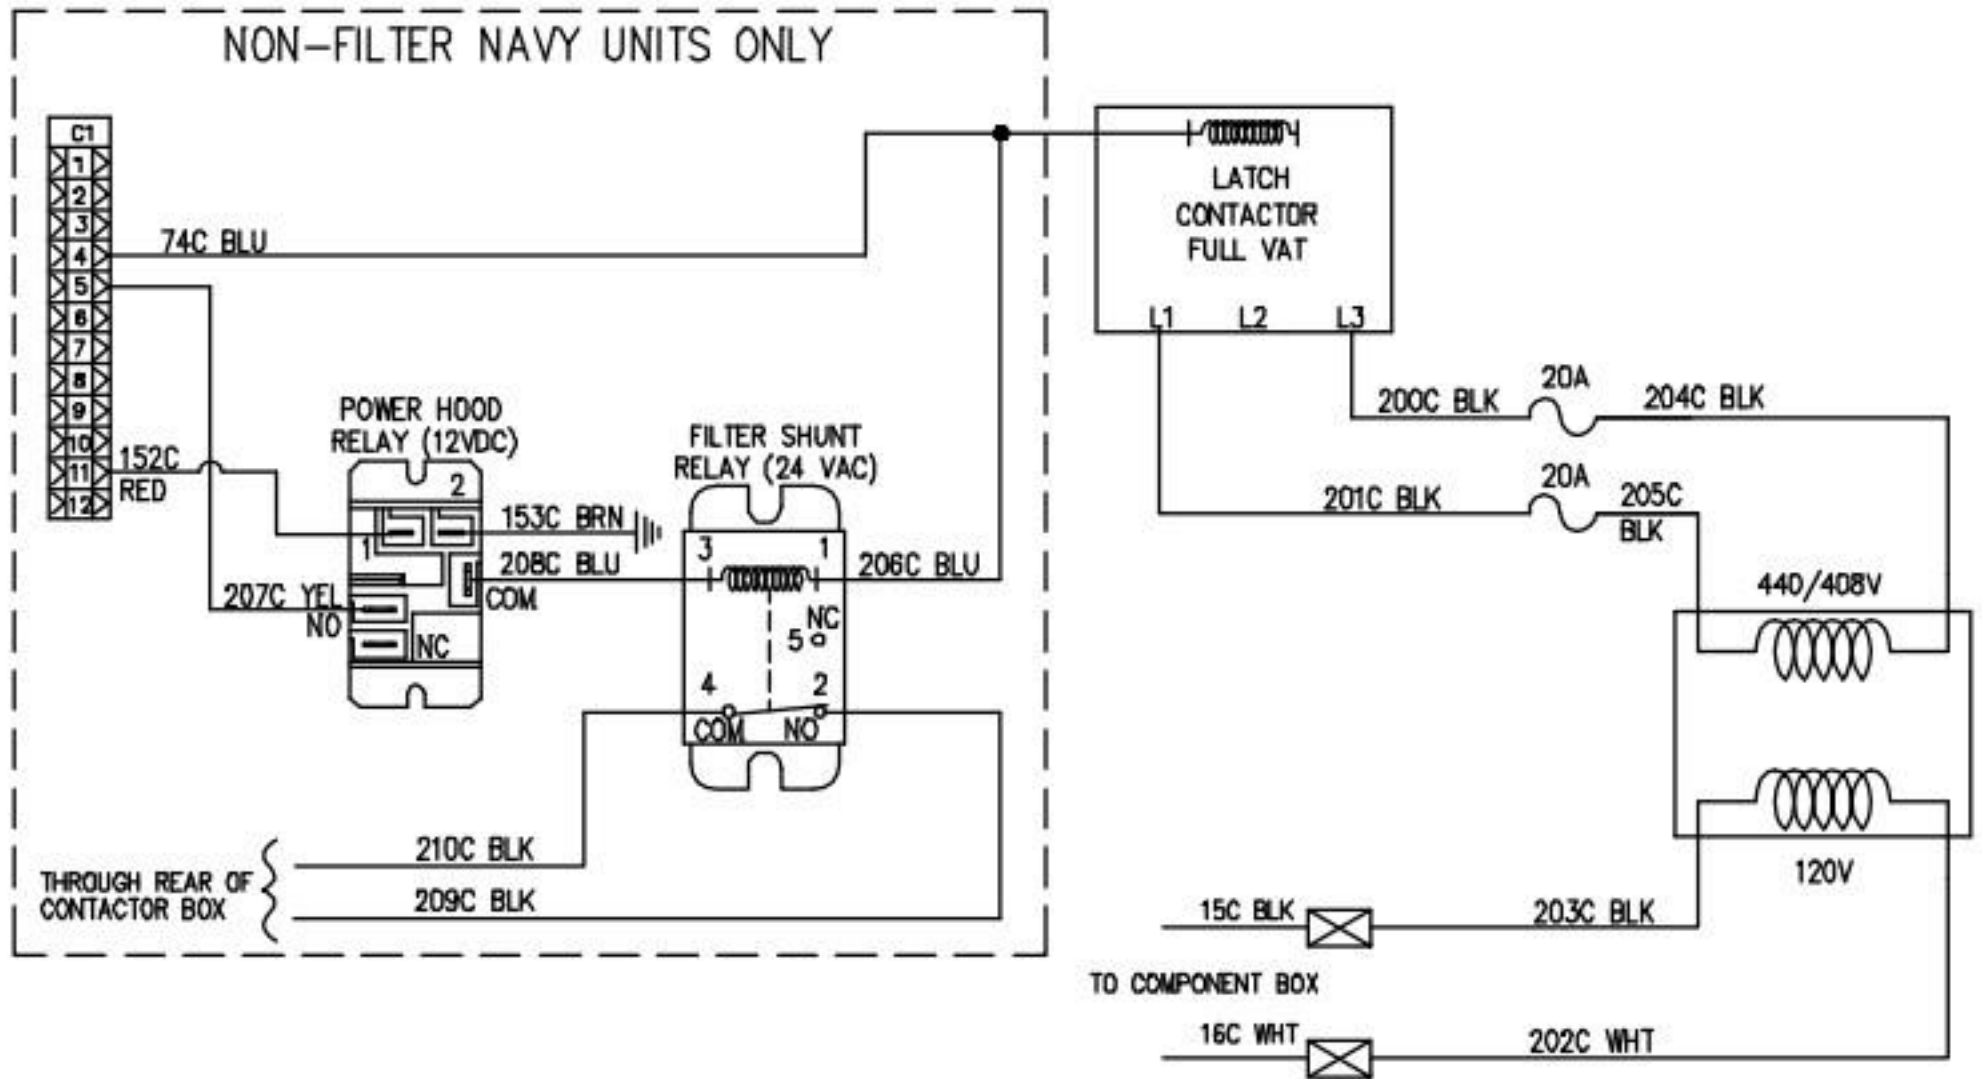 NON-FILTER NAVY UNITS ONLY
C1
1
2
3
4
5
6
7
8
9
10
11
12
74C BLU
152C
RED
207C YEL
NO
POWER HOOD
RELAY (12VDC)
2
1
COM
NC
153C BRN
208C BLU
FILTER SHUNT
RELAY (24 VAC)
3
1
NC
5
4
2
COM
NO
206C BLU
210C BLK
209C BLK
THROUGH REAR OF
CONTACTOR BOX
LATCH
CONTACTOR
FULL VAT
L1
L2
L3
200C BLK
20A
204C BLK
201C BLK
20A
205C
BLK
440/408V
120V
15C BLK
203C BLK
TO COMPONENT BOX
16C WHT
202C WHT